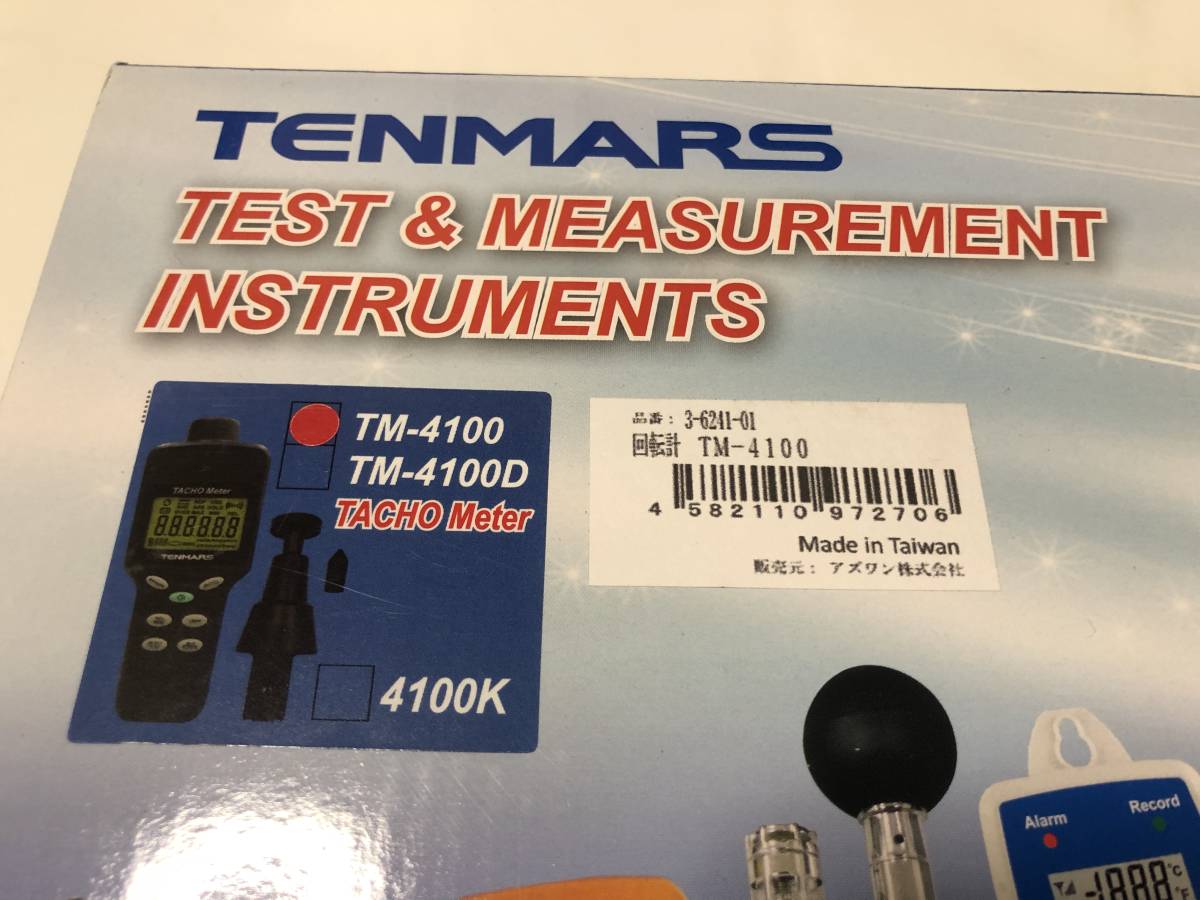 TENMARS
TEST & MEASUREMENT
INSTRUMENTS
TM-4100
TM-4100D
TACHO Meter
4100K
TACHO Meter
888888
TENMARS
品番: 3-6241-01
回転計 TM-4100
4 582110 972706
Made in Taiwan
販売元: アズワン株式会社
Alarm
Record
-188.8
°C
°F